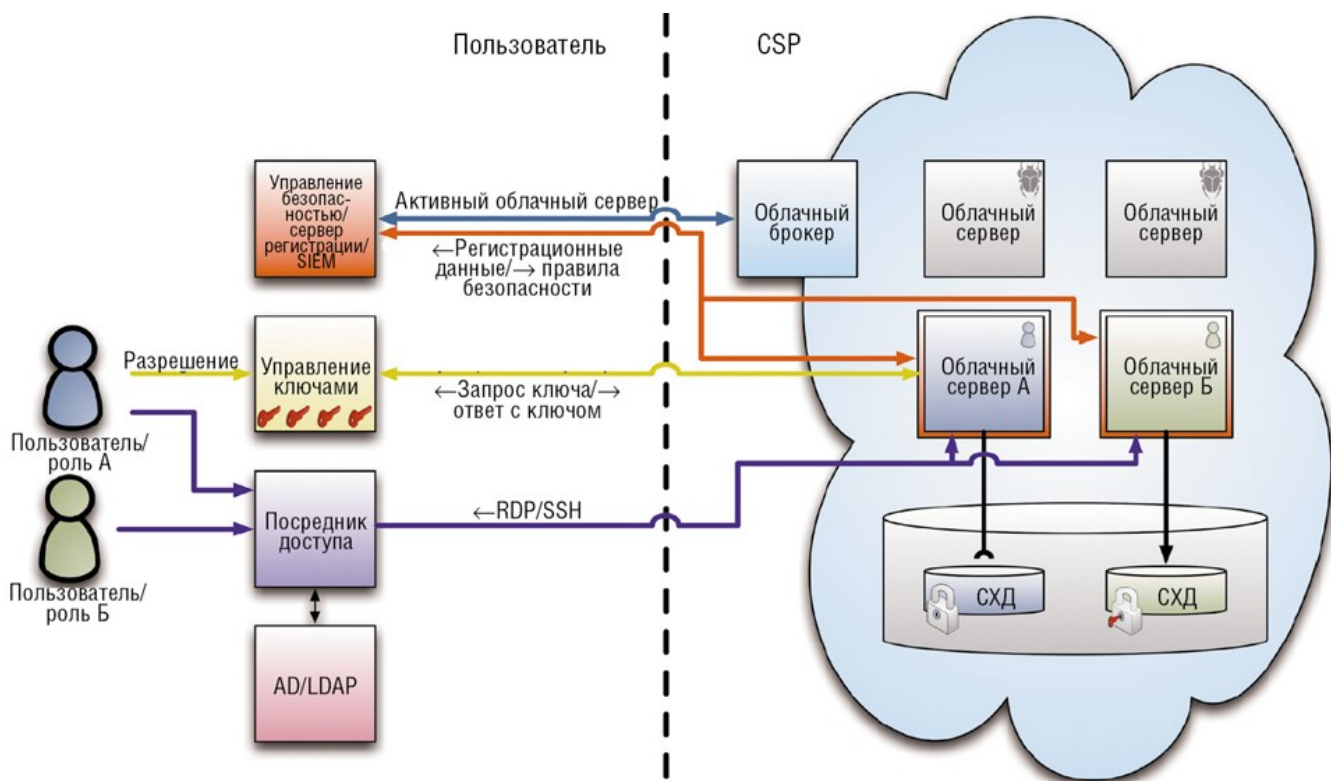 Пользователь
CSP
Управление
безопас-
ностью/
сервер
регистрации/
SIEM
Активный облачный сервер
←Регистрационные
данные/→ правила
безопасности
Облачный
брокер
Облачный
сервер
Облачный
сервер
Разрешение
Управление
ключами
←Запрос ключа/→
ответ с ключом
Облачный
сервер А
Облачный
сервер Б
Пользователь/
роль А
Посредник
доступа
←RDP/SSH
Пользователь/
роль Б
СХД
СХД
AD/LDAP